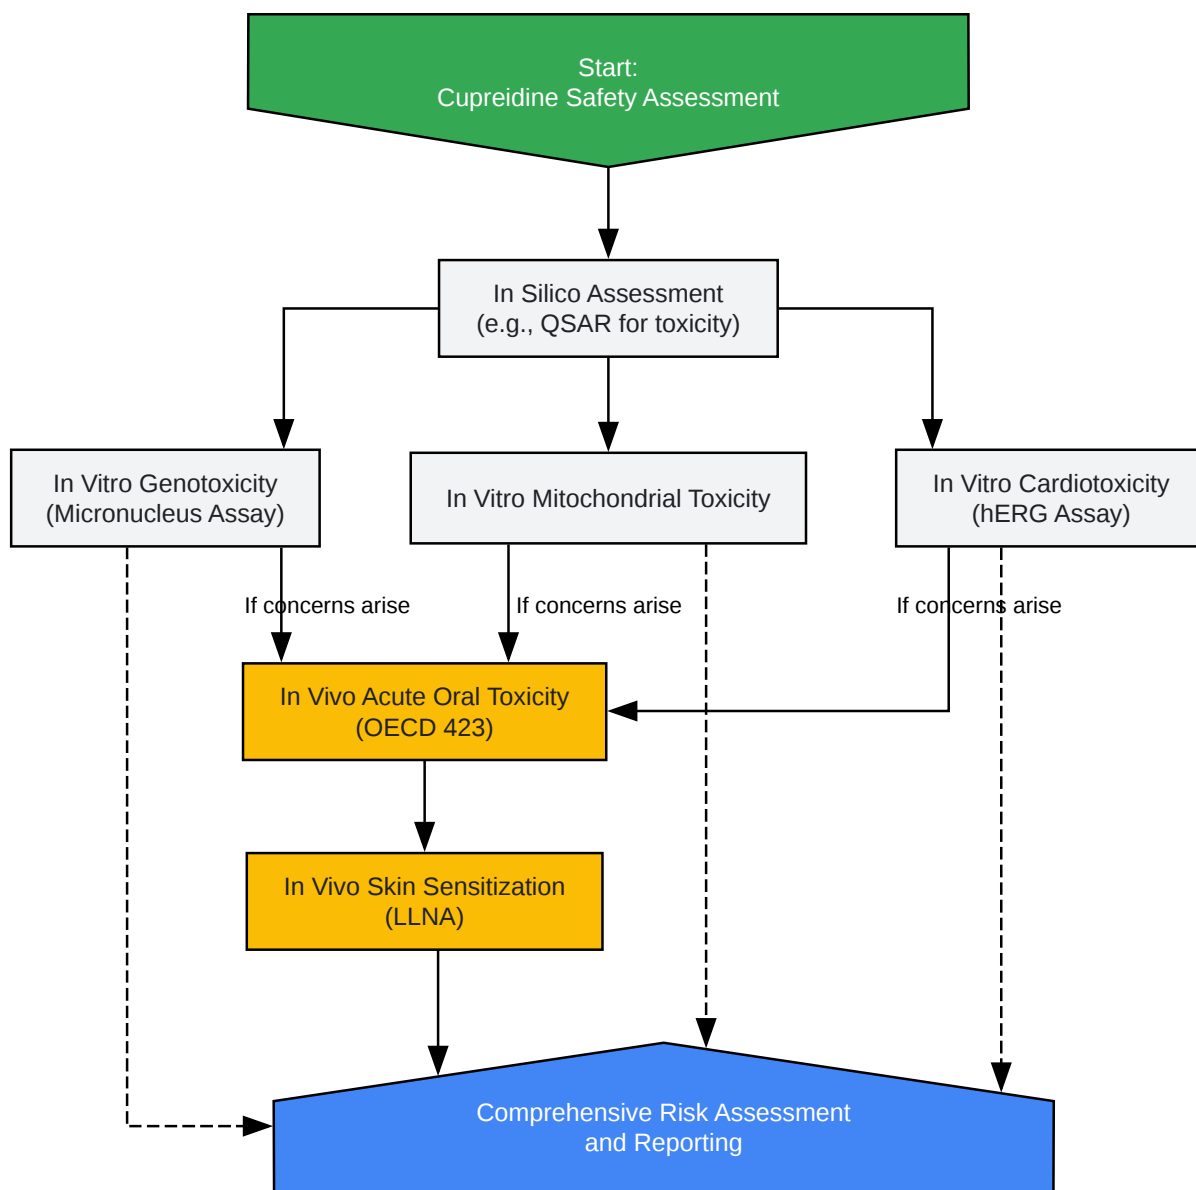 Start:
Cupreidine Safety Assessment
In Silico Assessment
(e.g., QSAR for toxicity)
In Vitro Genotoxicity
(Micronucleus Assay)
In Vitro Mitochondrial Toxicity
In Vitro Cardiotoxicity
(hERG Assay)
If concerns arise
If concerns arise
If concerns arise
In Vivo Acute Oral Toxicity
(OECD 423)
In Vivo Skin Sensitization
(LLNA)
Comprehensive Risk Assessment
and Reporting